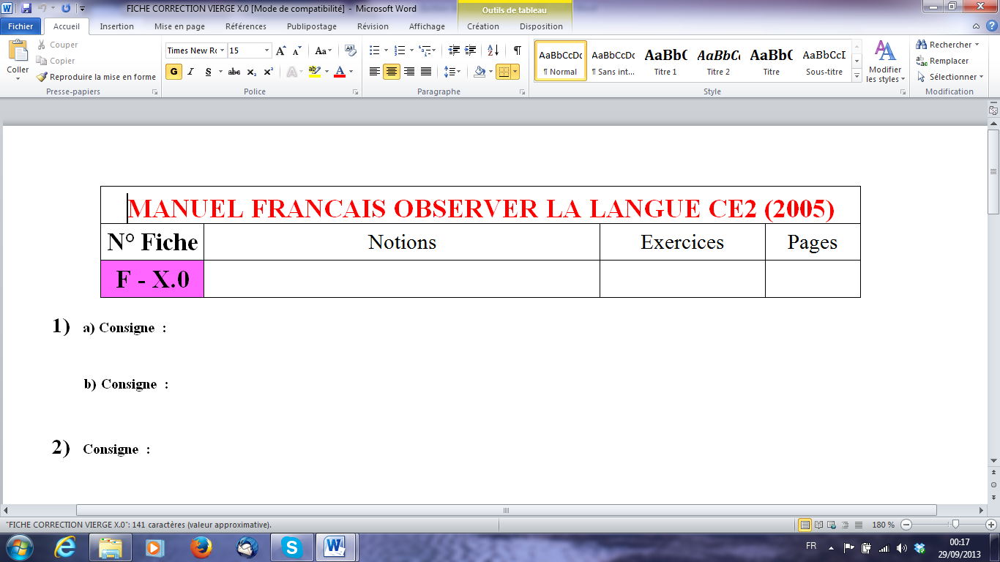 FICHE CORRECTION VIERGE X.0 [Mode de compatibilité] - Microsoft Word
Outils de tableau
Fichier Accueil Insertion Mise en page Références Publipostage Révision Affichage Création Disposition
Coller
Couper
Copier
Reproduire la mise en forme
Presse-papiers
Times New Ro 15
G I S abc x₂ x²
Police
Paragraphe
AaBbCcDc AaBbCcDc AaBbC AaBbCc AaBbC AaBbCcI
¶ Normal ¶ Sans int... Titre 1 Titre 2 Titre Sous-titre
Modifier les styles
Style
Rechercher
Remplacer
Sélectionner
Modification
MANUEL FRANCAIS OBSERVER LA LANGUE CE2 (2005)
N° Fiche Notions Exercices Pages
F - X.0
1) a) Consigne :
b) Consigne :
2) Consigne :
"FICHE CORRECTION VIERGE X.0": 141 caractères (valeur approximative). 180 %
FR 00:17
29/09/2013